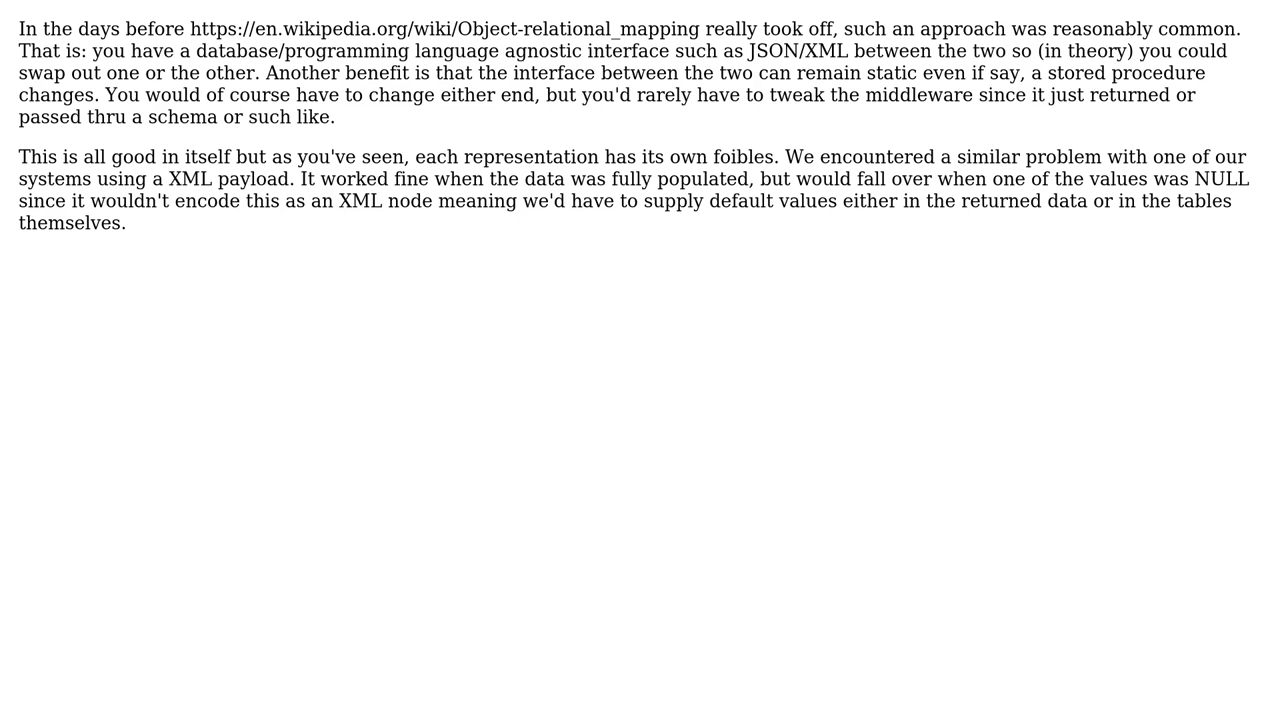 In the days before https://en.wikipedia.org/wiki/Object-relational_mapping really took off, such an approach was reasonably common.
That is: you have a database/programming language agnostic interface such as JSON/XML between the two so (in theory) you could
swap out one or the other. Another benefit is that the interface between the two can remain static even if say, a stored procedure
changes. You would of course have to change either end, but you'd rarely have to tweak the middleware since it just returned or
passed thru a schema or such like.
This is all good in itself but as you've seen, each representation has its own foibles. We encountered a similar problem with one of our
systems using a XML payload. It worked fine when the data was fully populated, but would fall over when one of the values was NULL
since it wouldn't encode this as an XML node meaning we'd have to supply default values either in the returned data or in the tables
themselves.